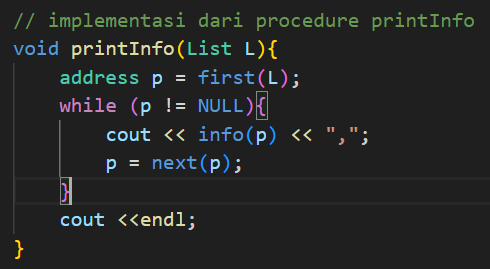 // implementasi dari procedure printInfo
void printInfo(List L){
    address p = first(L);
    while (p != NULL){
        cout << info(p) << ",";
        p = next(p);
    }
    cout <<endl;
}